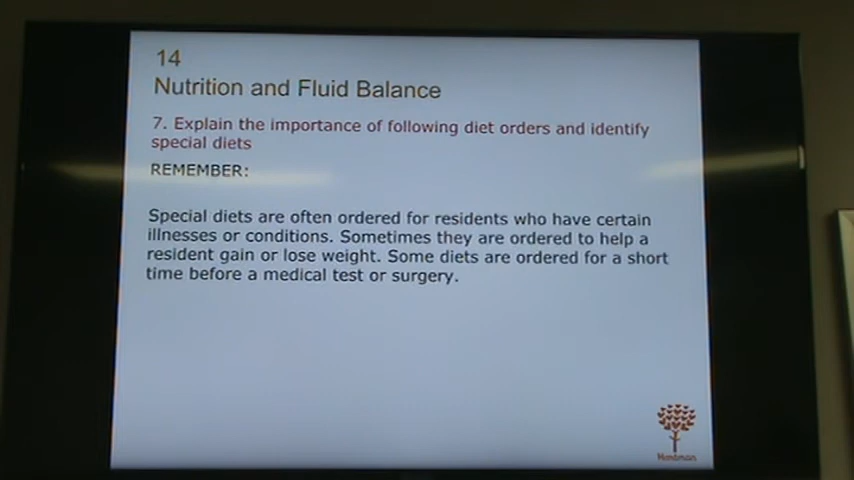 14
Nutrition and Fluid Balance
7. Explain the importance of following diet orders and identify
special diets
REMEMBER:
Special diets are often ordered for residents who have certain
illnesses or conditions. Sometimes they are ordered to help a
resident gain or lose weight. Some diets are ordered for a short
time before a medical test or surgery.
Hartman